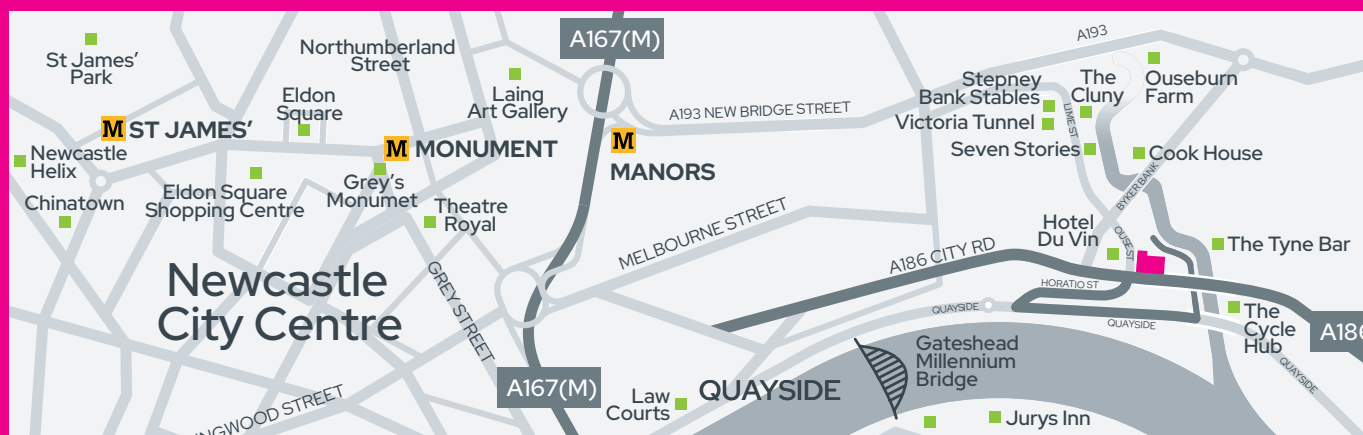 A167(M)
A193
St James'
Park
Northumberland
Street
Eldon
Square
Laing
Art Gallery
A193 NEW BRIDGE STREET
Stepney
Bank Stables
The
Cluny
Ouseburn
Farm
LIME ST
Victoria Tunnel
Seven Stories
Cook House
M ST JAMES'
M MONUMENT
M
MANORS
Newcastle
Helix
Chinatown
Eldon Square
Shopping Centre
Grey's
Monumet
Theatre
Royal
BYKER BANK
MELBOURNE STREET
Hotel
Du Vin
OUSE ST
The Tyne Bar
A186 CITY RD
HORATIO ST
Newcastle
City Centre
GREY STREET
QUAYSIDE
QUAYSIDE
The
Cycle
Hub
A186
QUAYSIDE
Gateshead
Millennium
Bridge
A167(M)
Law
Courts
QUAYSIDE
Jurys Inn
NGWOOD STREET